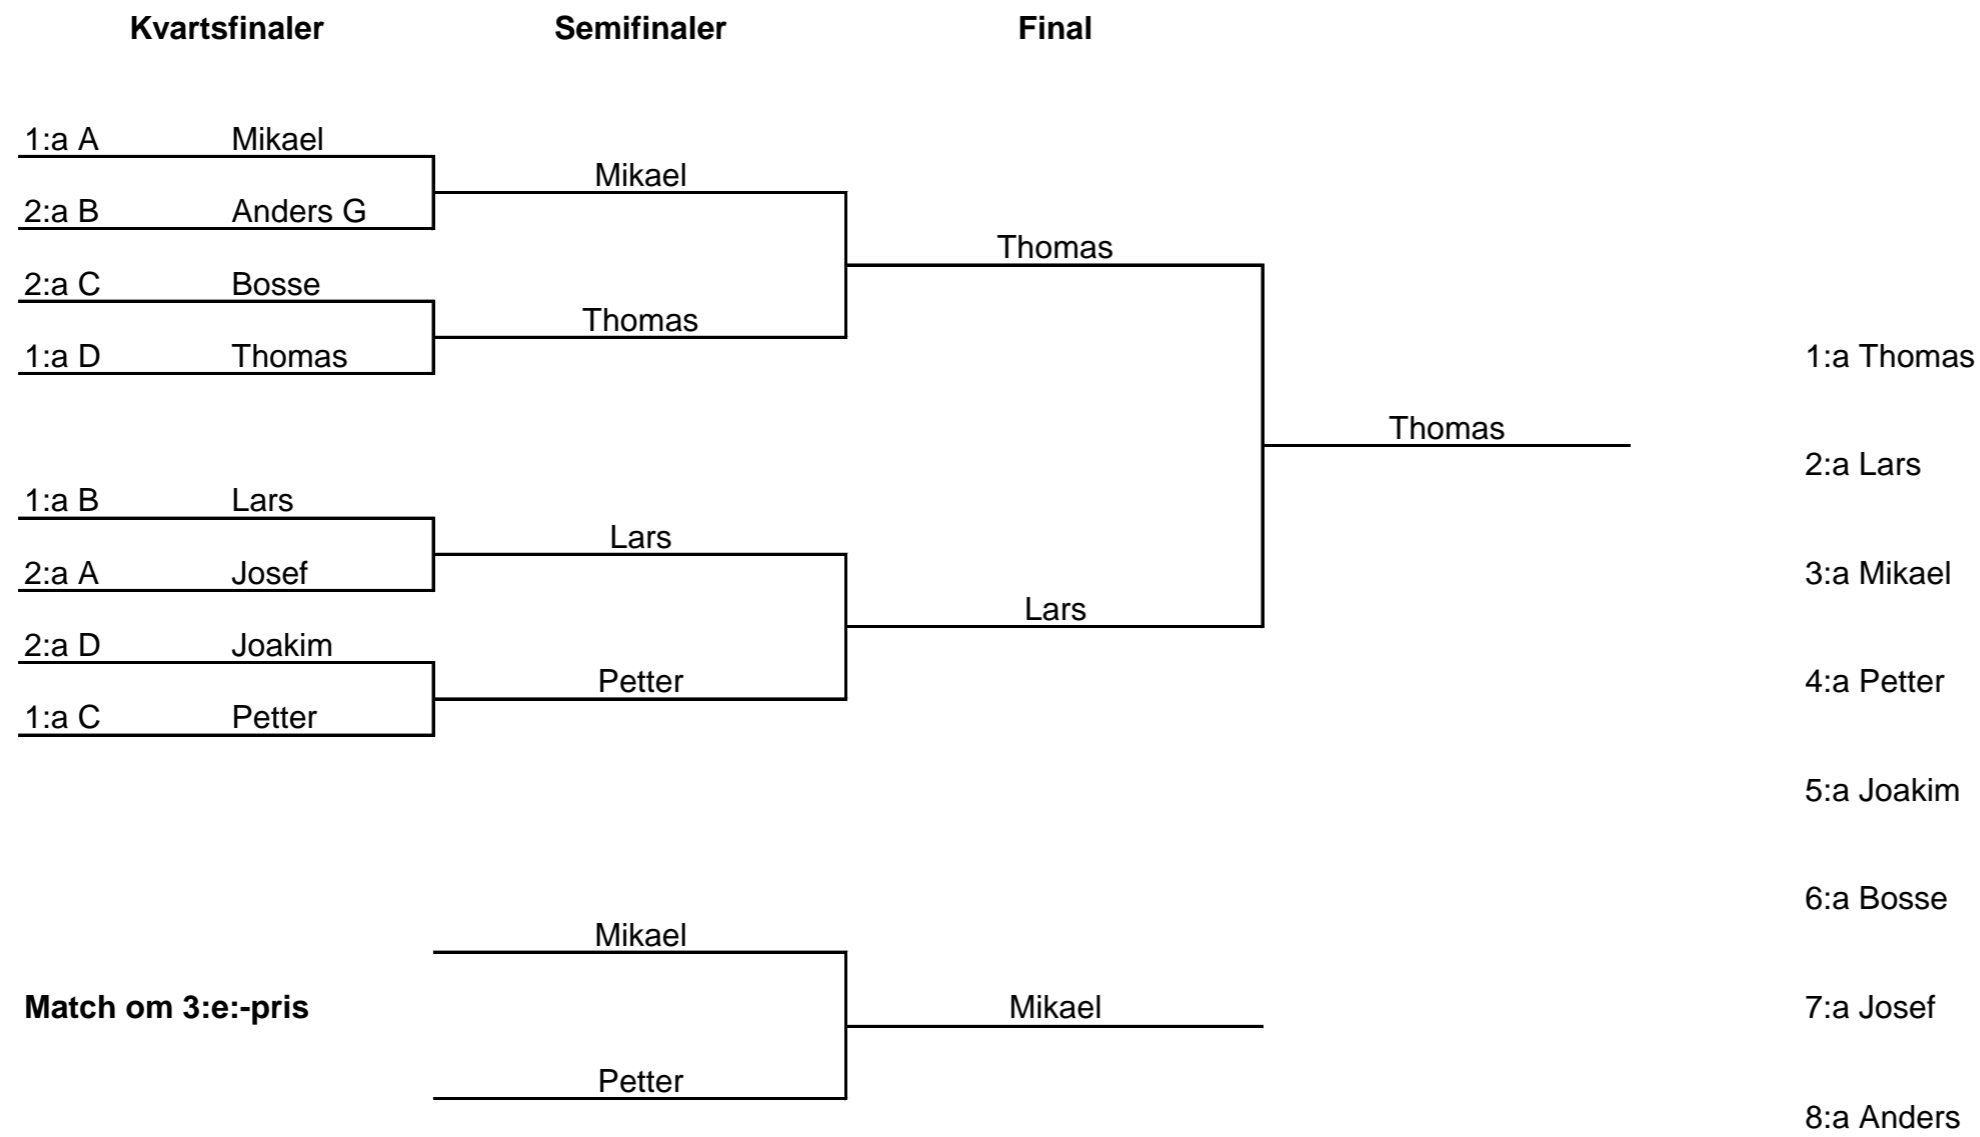 Kvartsfinaler Semifinaler Final
1:a A Mikael
Mikael
2:a B Anders G
Thomas
2:a C Bosse
Thomas
1:a D Thomas 1:a Thomas
Thomas
2:a Lars
1:a B Lars
Lars
2:a A Josef 3:a Mikael
Lars
2:a D Joakim
Petter 4:a Petter
1:a C Petter
5:a Joakim
6:a Bosse
Mikael
Match om 3:e:-pris Mikael 7:a Josef
Petter
8:a Anders